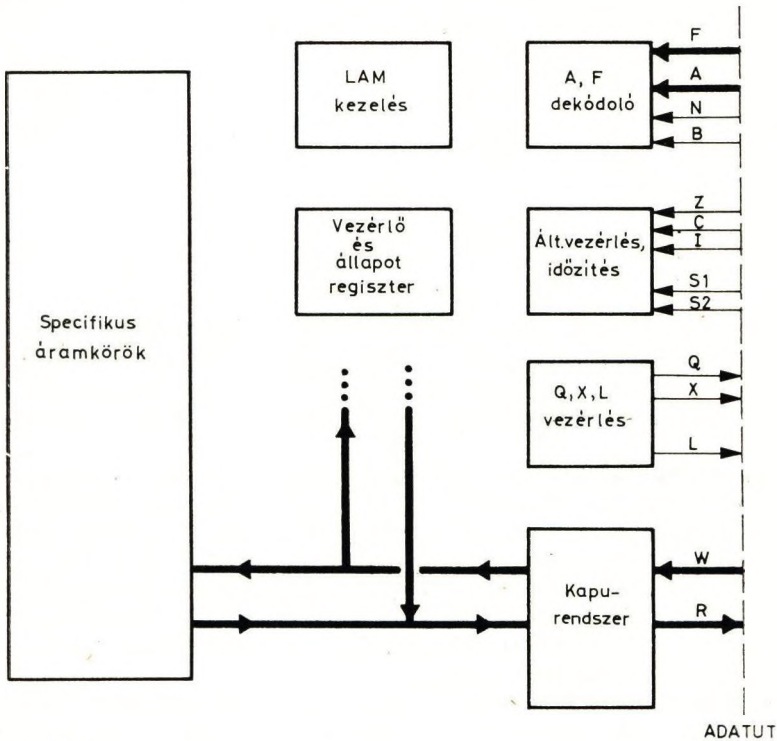 F
LAM
kezelés
A, F
dekódoló
A
N
B
Vezérlő
és
állapot
regiszter
Ált.vezérlés,
időzítés
Z
C
I
S1
S2
Specifikus
áramkörök
Q, X, L
vezérlés
Q
X
L
Kapu-
rendszer
W
R
ADATUT